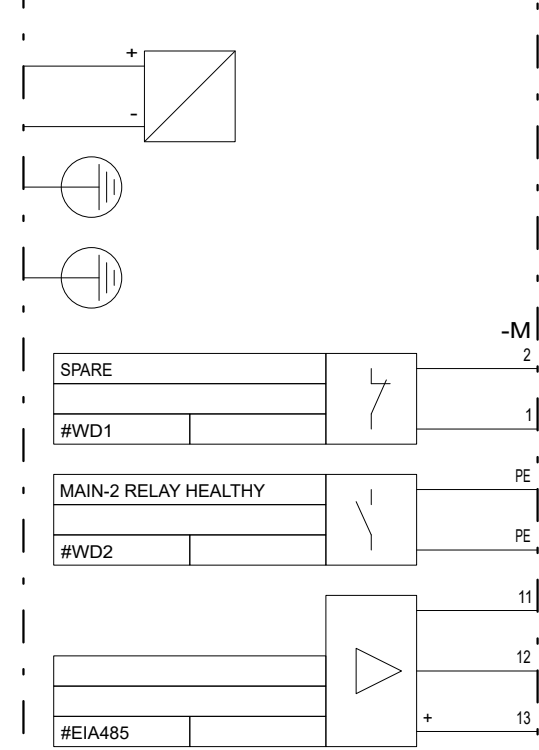 +
-
-M
SPARE
2
#WD1
1
MAIN-2 RELAY HEALTHY
PE
#WD2
PE
11
12
#EIA485
+
13